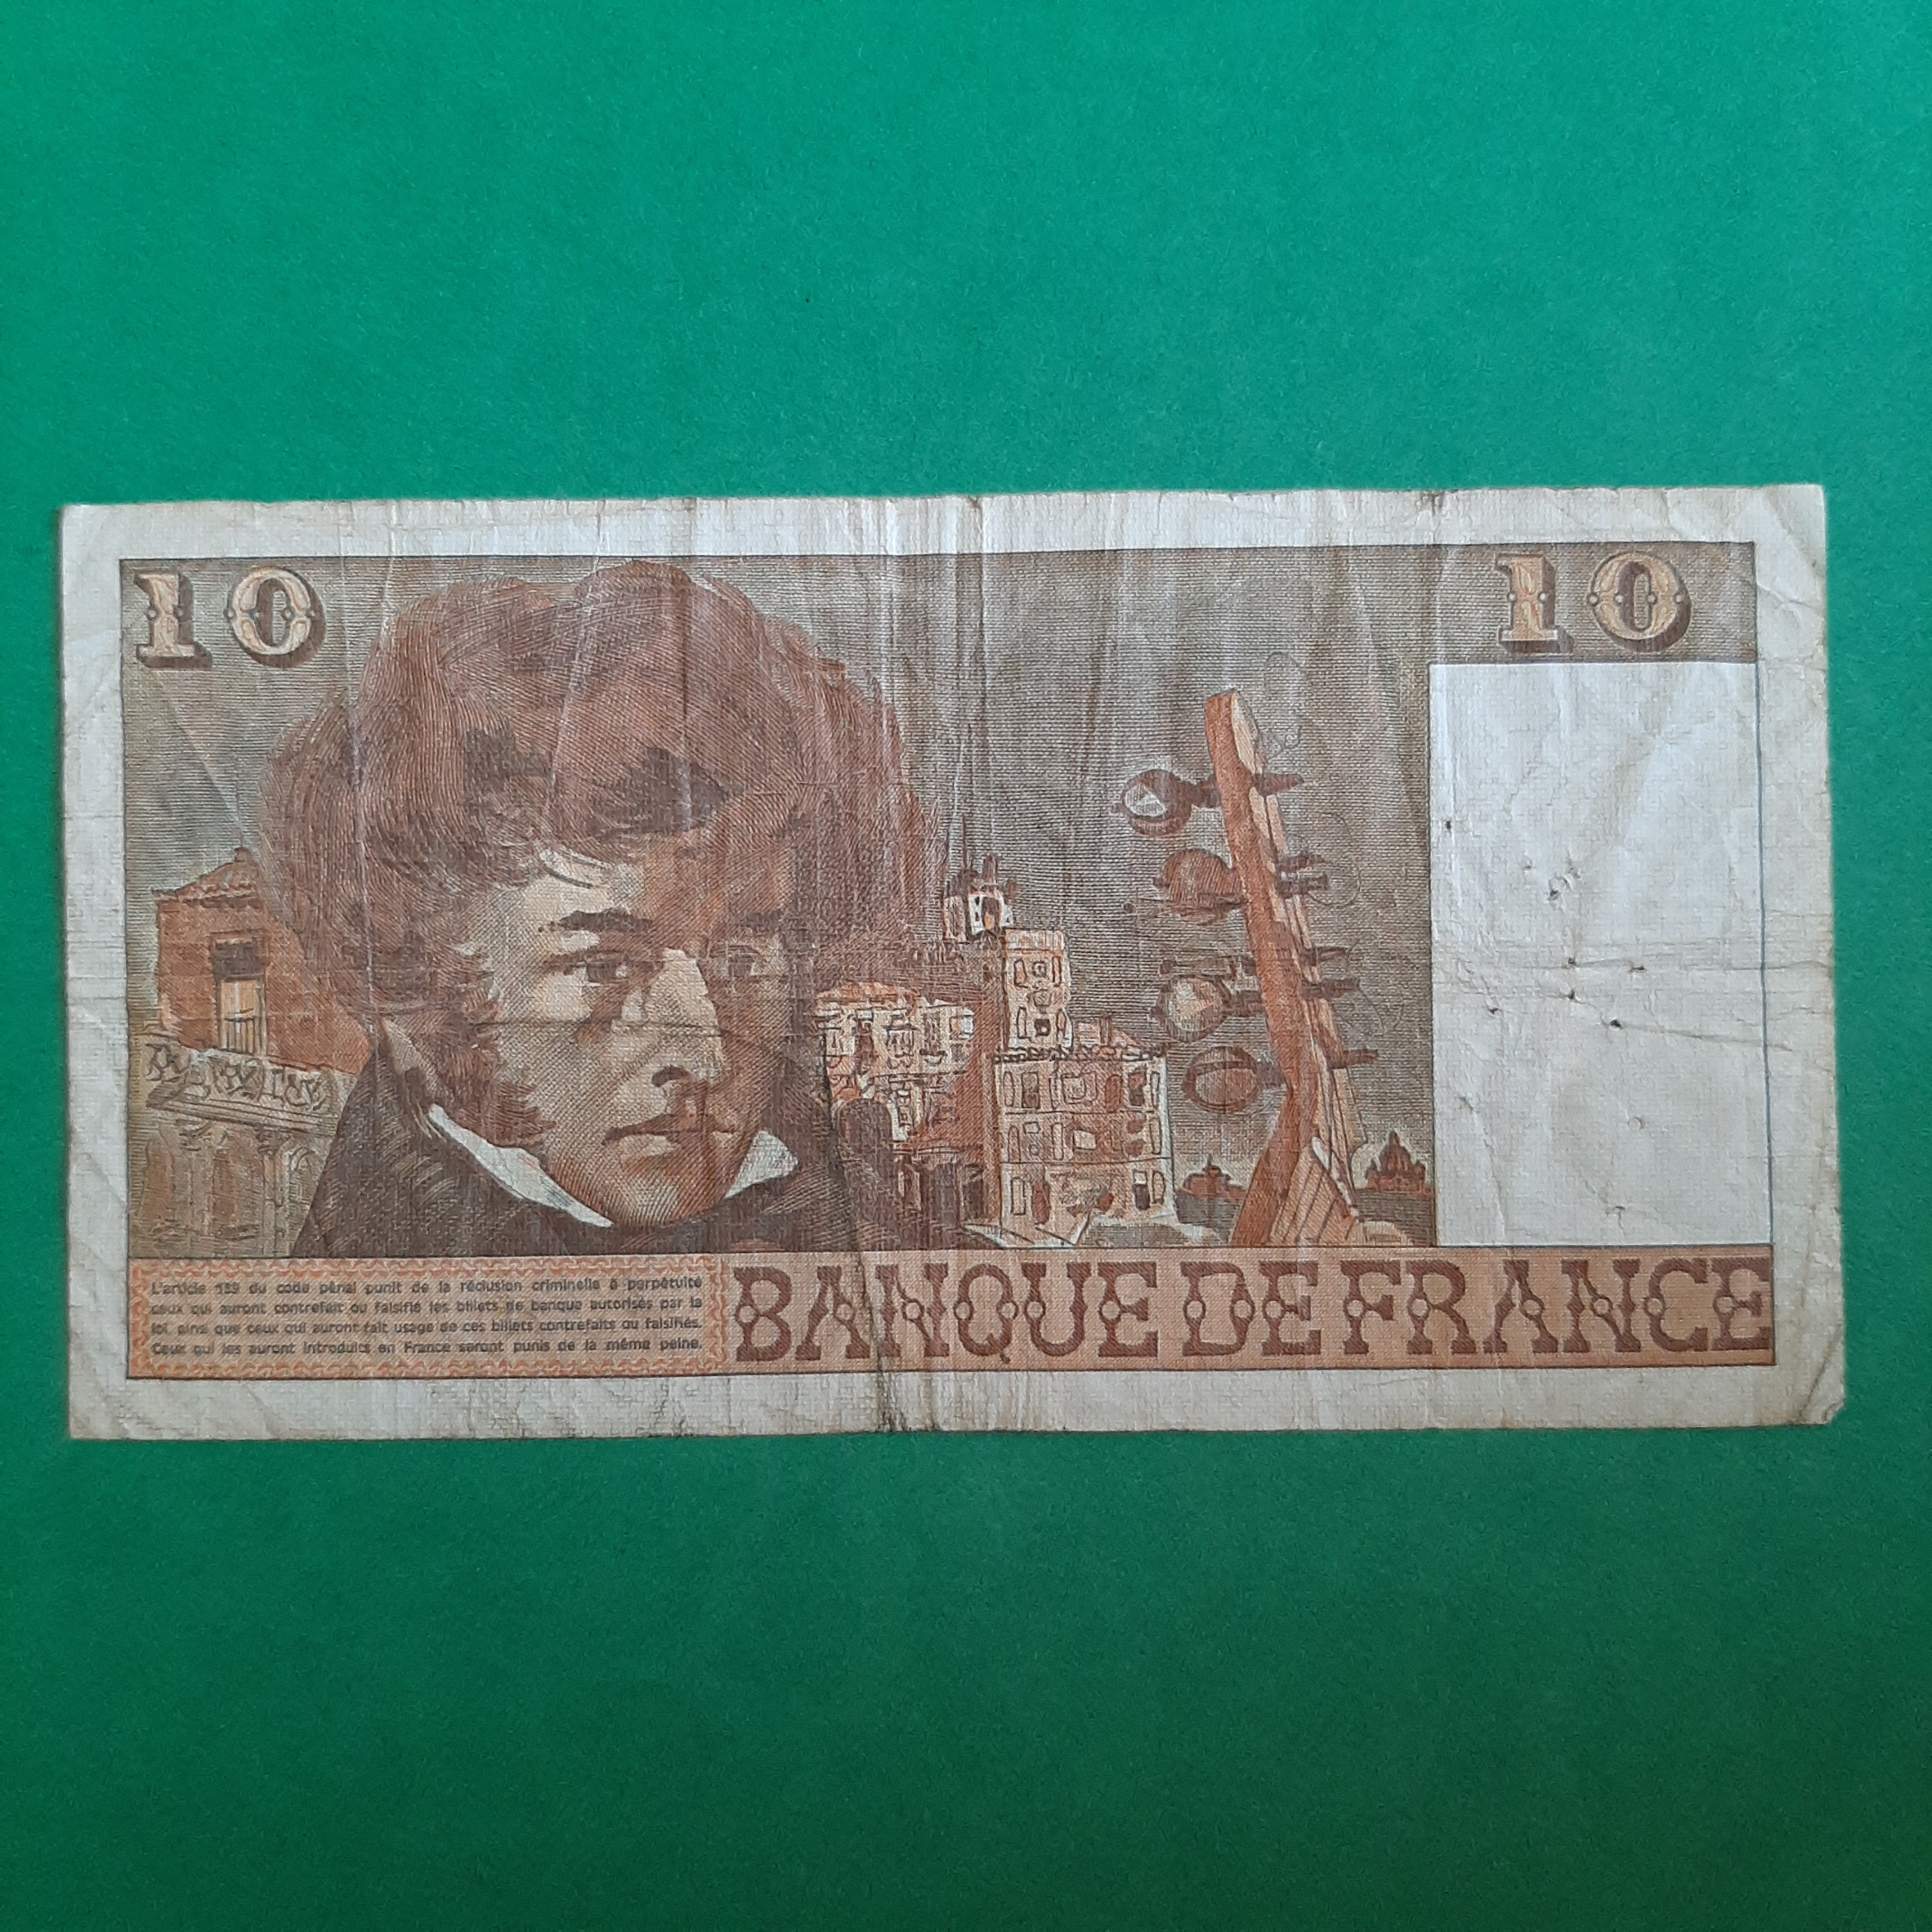 10
10
L'article 139 du code pénal punit de la réclusion criminelle à perpétuité
ceux qui auront contrefait ou falsifié les billets de banque autorisés par la
loi, ainsi que ceux qui auront fait usage de ces billets contrefaits ou falsifiés.
Ceux qui les auront introduits en France seront punis de la même peine.
BANQUE DE FRANCE